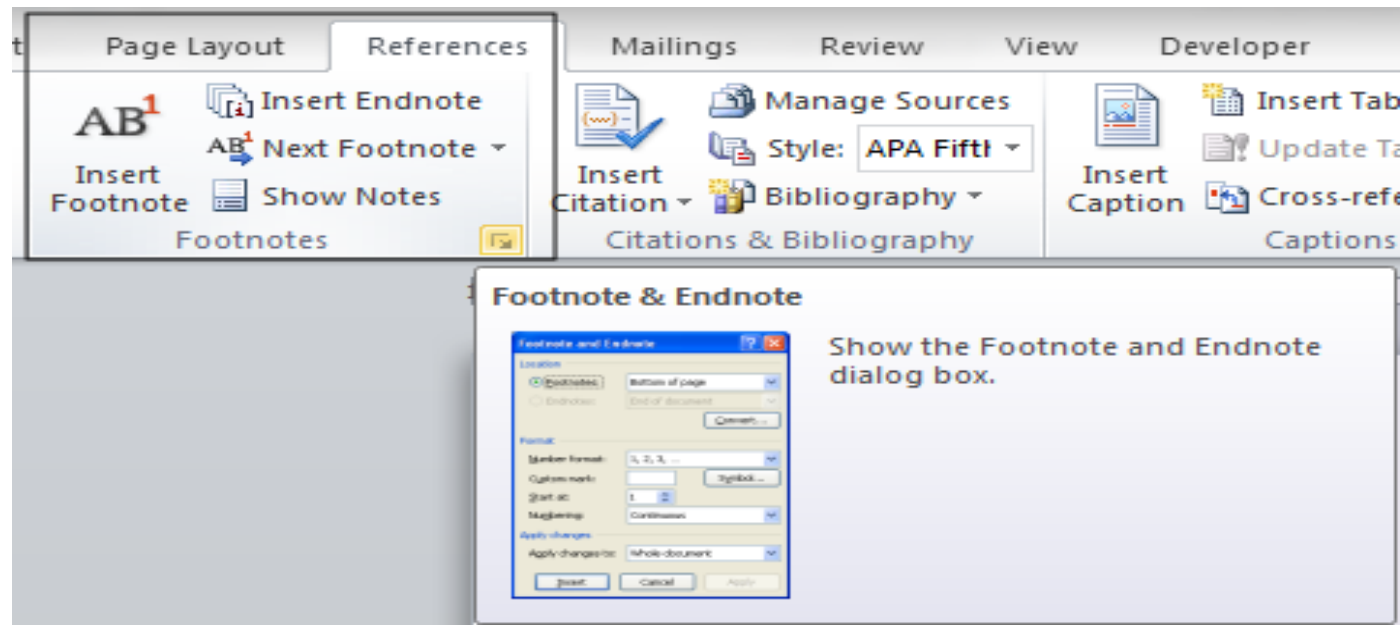 t Page Layout References Mailings Review View Developer
AB1 Insert Endnote Manage Sources Insert Tab
AB1 Next Footnote Style: APA Fifth Update Ta
Insert Footnote Show Notes Insert Citation Bibliography Insert Caption Cross-refe
Footnotes Citations & Bibliography Captions
Footnote & Endnote
Show the Footnote and Endnote
dialog box.
Footnote and Endnote
Location
Footnotes: Bottom of page
Endnotes: End of document
Convert...
Format
Number format: 1, 2, 3, ...
Custom mark: Symbol...
Start at: 1
Numbering: Continuous
Apply changes
Apply changes to: Whole document
Insert Cancel Apply